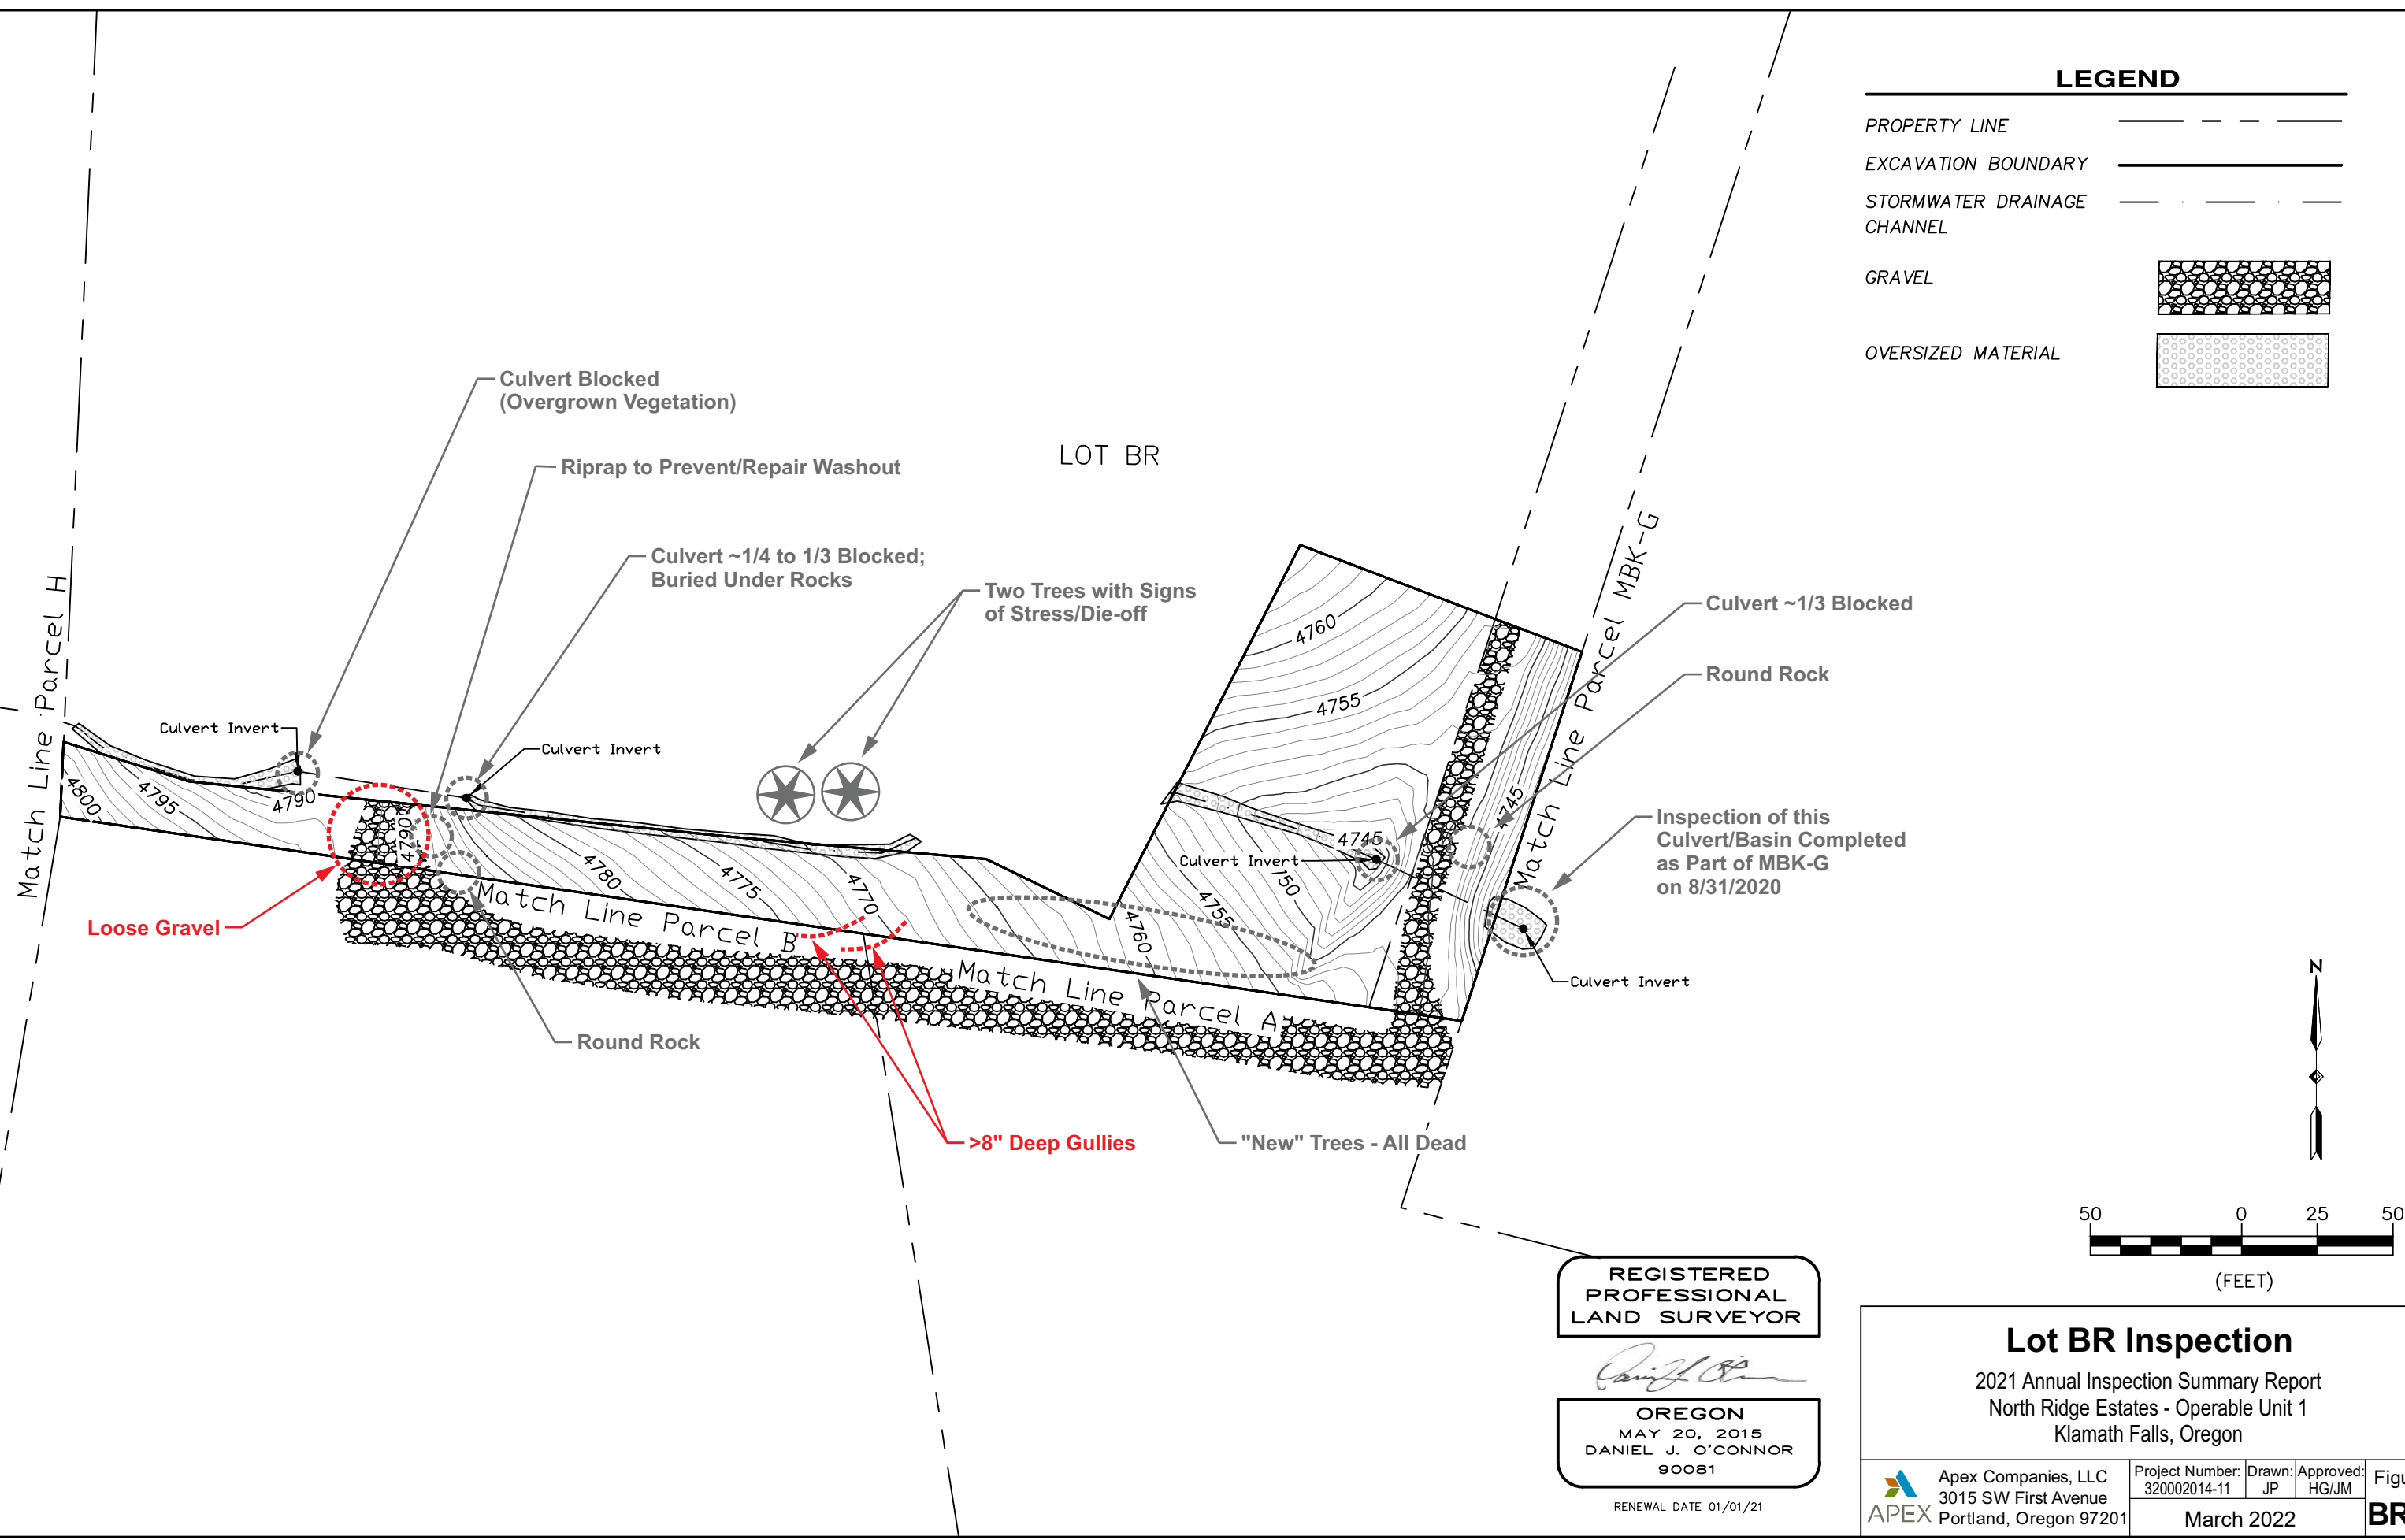 LEGEND
PROPERTY LINE
EXCAVATION BOUNDARY
STORMWATER DRAINAGE
CHANNEL
GRAVEL
OVERSIZED MATERIAL
Culvert Blocked
(Overgrown Vegetation)
LOT BR
Riprap to Prevent/Repair Washout
Culvert ~1/4 to 1/3 Blocked;
Buried Under Rocks
Two Trees with Signs
of Stress/Die-off
Culvert ~1/3 Blocked
Round Rock
Match Line Parcel H
Match Line Parcel MBK-G
Culvert Invert
Culvert Invert
4760
4755
4800
4795
4790
4790
4780
4775
4770
4745
4745
Culvert Invert
4755
4760
Inspection of this
Culvert/Basin Completed
as Part of MBK-G
on 8/31/2020
Loose Gravel
Match Line Parcel B
Match Line Parcel A
Culvert Invert
Round Rock
>8" Deep Gullies
"New" Trees - All Dead
N
50 0 25 50
(FEET)
REGISTERED
PROFESSIONAL
LAND SURVEYOR
OREGON
MAY 20, 2015
DANIEL J. O'CONNOR
90081
RENEWAL DATE 01/01/21
Lot BR Inspection
2021 Annual Inspection Summary Report
North Ridge Estates - Operable Unit 1
Klamath Falls, Oregon
APEX
Apex Companies, LLC
3015 SW First Avenue
Portland, Oregon 97201
Project Number:
320002014-11
Drawn:
JP
Approved:
HG/JM
March 2022
Figu
BR